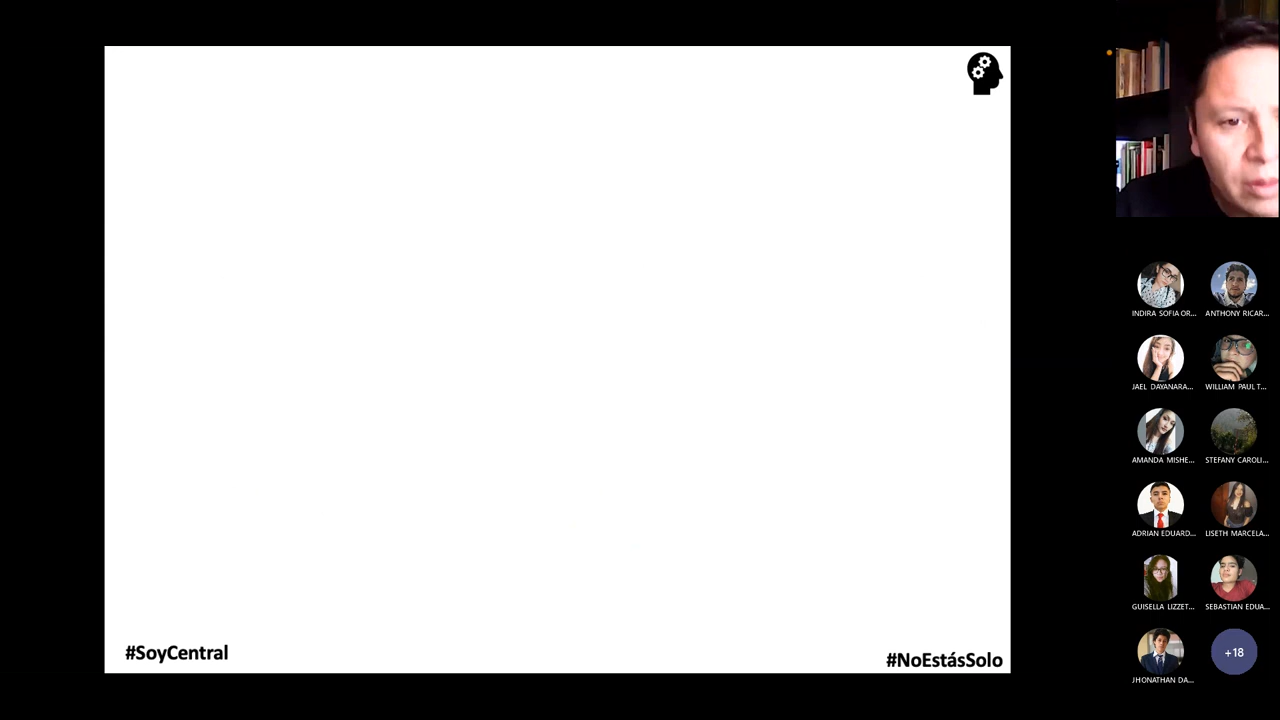 #SoyCentral
#NoEstásSolo
INDIRA SOFIA OR...
ANTHONY RICAR...
JAEL DAYANARA...
WILLIAM PAUL T...
AMANDA MISHE...
STEFANY CAROLI...
ADRIAN EDUARD...
LISETH MARCELA...
GUISELLA LIZZET...
SEBASTIAN EDUA...
JHONATHAN DA...
+18